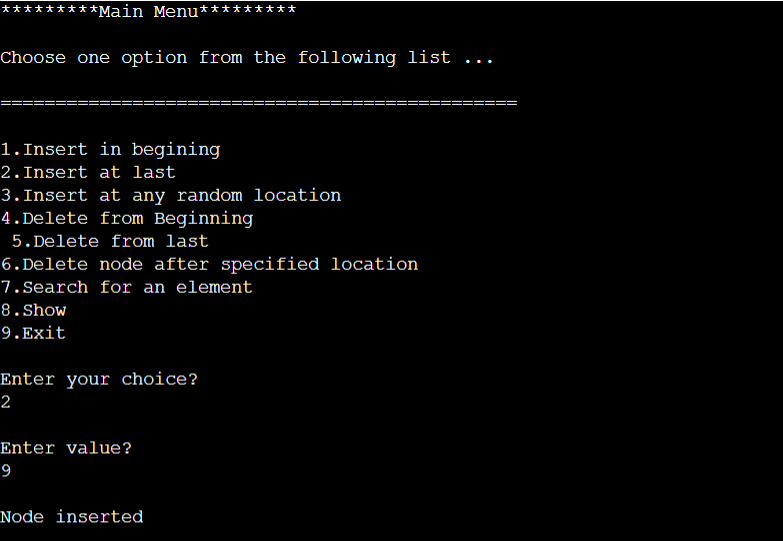 *********Main Menu*********
Choose one option from the following list ...
===============================================
1.Insert in begining
2.Insert at last
3.Insert at any random location
4.Delete from Beginning
 5.Delete from last
6.Delete node after specified location
7.Search for an element
8.Show
9.Exit
Enter your choice?
2
Enter value?
9
Node inserted